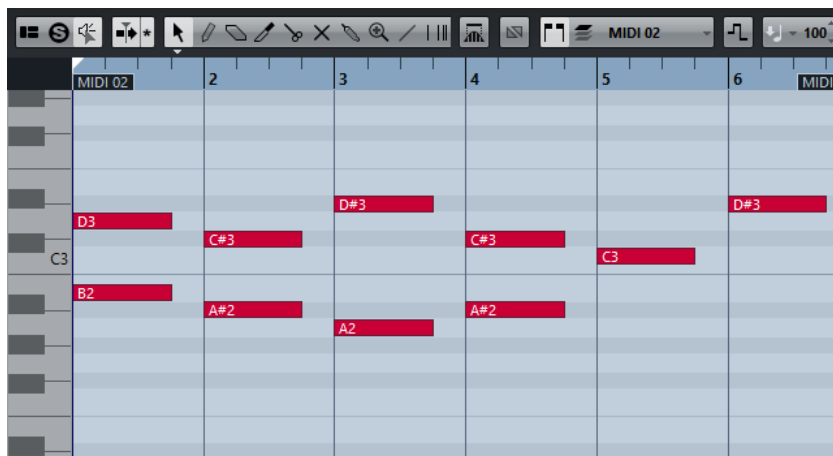 S MIDI 02 100
MIDI 02 2 3 4 5 6 MIDI
D#3 D#3
D3
C#3 C#3
C3 C3
B2
A#2 A#2
A2